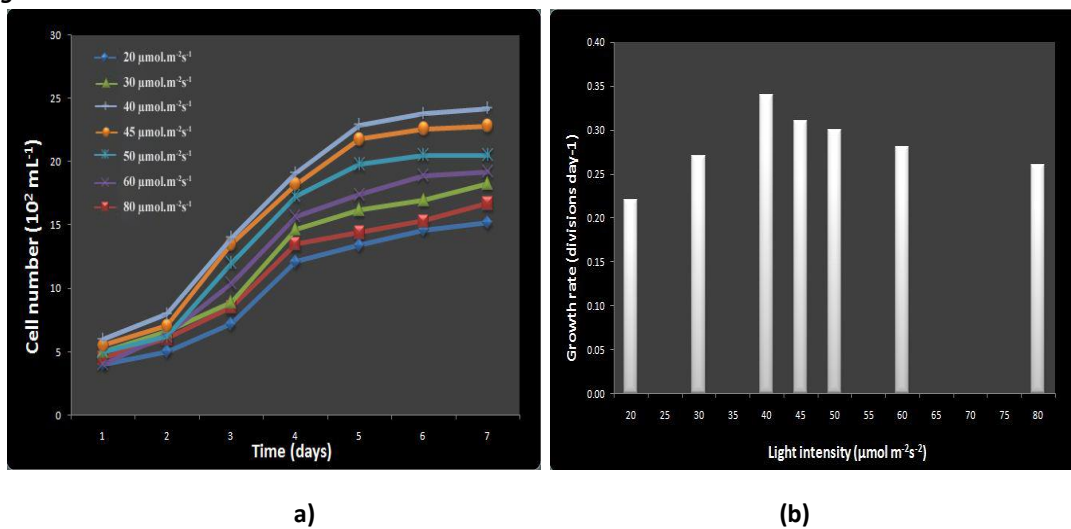 30
25
20
15
10
5
0
Cell number (10² mL⁻¹)
20 µmol.m⁻²s⁻¹
30 µmol.m⁻²s⁻¹
40 µmol.m⁻²s⁻¹
45 µmol.m⁻²s⁻¹
50 µmol.m⁻²s⁻¹
60 µmol.m⁻²s⁻¹
80 µmol.m⁻²s⁻¹
1 2 3 4 5 6 7
Time (days)
0.40
0.35
0.30
0.25
0.20
0.15
0.10
0.05
0.00
Growth rate (divisions day-1)
20 25 30 35 40 45 50 55 60 65 70 75 80
Light intensity (µmol m⁻²s⁻²)
a) (b)